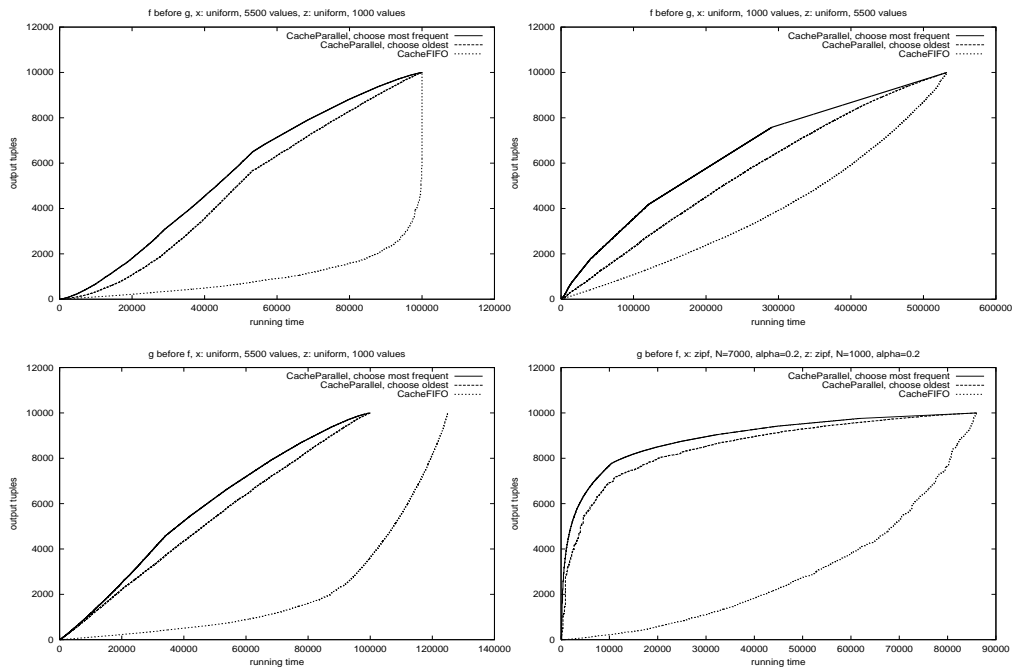 f before g, x: uniform, 5500 values, z: uniform, 1000 values
12000
10000
8000
6000
4000
2000
0
output tuples
CacheParallel, choose most frequent
CacheParallel, choose oldest
CacheFIFO
0 20000 40000 60000 80000 100000 120000
running time
f before g, x: uniform, 1000 values, z: uniform, 5500 values
12000
10000
8000
6000
4000
2000
0
output tuples
CacheParallel, choose most frequent
CacheParallel, choose oldest
CacheFIFO
0 100000 200000 300000 400000 500000 600000
running time
g before f, x: uniform, 5500 values, z: uniform, 1000 values
12000
10000
8000
6000
4000
2000
0
output tuples
CacheParallel, choose most frequent
CacheParallel, choose oldest
CacheFIFO
0 20000 40000 60000 80000 100000 120000 140000
running time
g before f, x: zipf, N=7000, alpha=0.2, z: zipf, N=1000, alpha=0.2
12000
10000
8000
6000
4000
2000
0
output tuples
CacheParallel, choose most frequent
CacheParallel, choose oldest
CacheFIFO
0 10000 20000 30000 40000 50000 60000 70000 80000 90000
running time